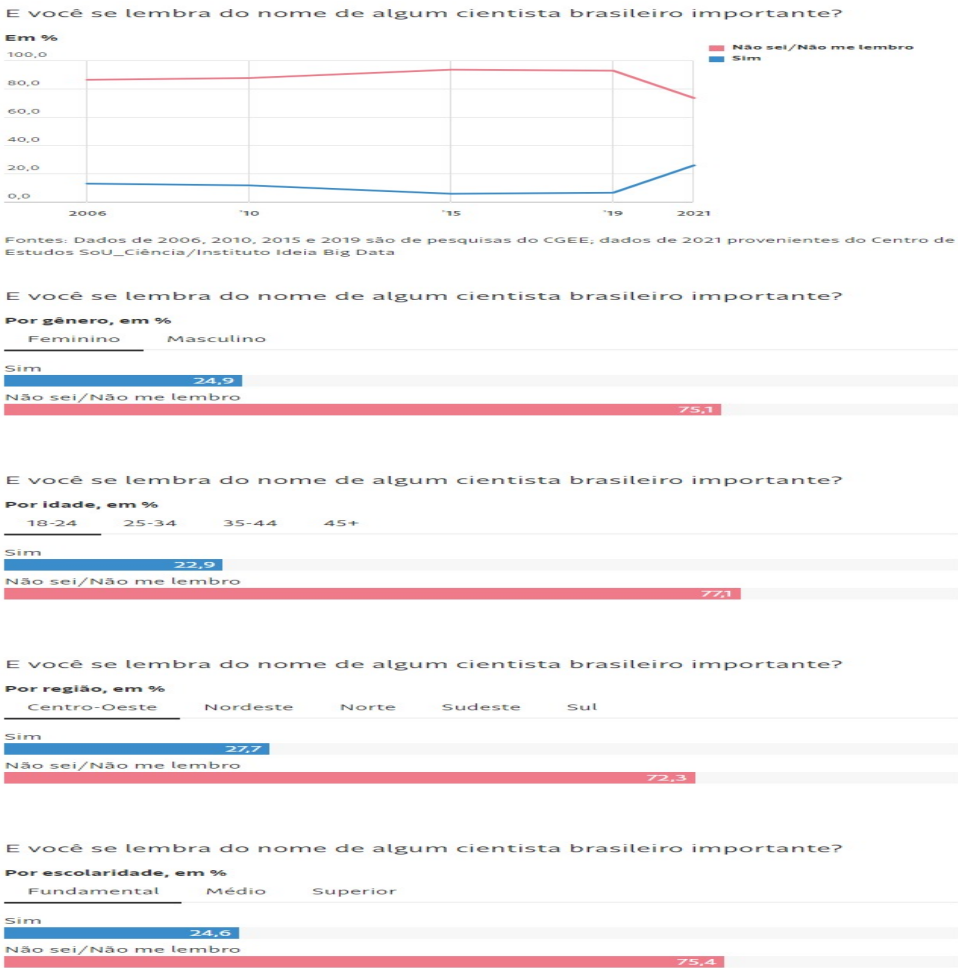 E você se lembra do nome de algum cientista brasileiro importante?
Em %
Não sei/Não me lembro
Sim
100,0
80,0
60,0
40,0
20,0
0,0
2006 '10 '15 '19 2021
Fontes: Dados de 2006, 2010, 2015 e 2019 são de pesquisas do CGEE; dados de 2021 provenientes do Centro de
Estudos SoU_Ciência/Instituto Ideia Big Data
E você se lembra do nome de algum cientista brasileiro importante?
Por gênero, em %
Feminino Masculino
Sim
24,9
Não sei/Não me lembro
75,1
E você se lembra do nome de algum cientista brasileiro importante?
Por idade, em %
18-24 25-34 35-44 45+
Sim
22,9
Não sei/Não me lembro
77,1
E você se lembra do nome de algum cientista brasileiro importante?
Por região, em %
Centro-Oeste Nordeste Norte Sudeste Sul
Sim
27,7
Não sei/Não me lembro
72,3
E você se lembra do nome de algum cientista brasileiro importante?
Por escolaridade, em %
Fundamental Médio Superior
Sim
24,6
Não sei/Não me lembro
75,4